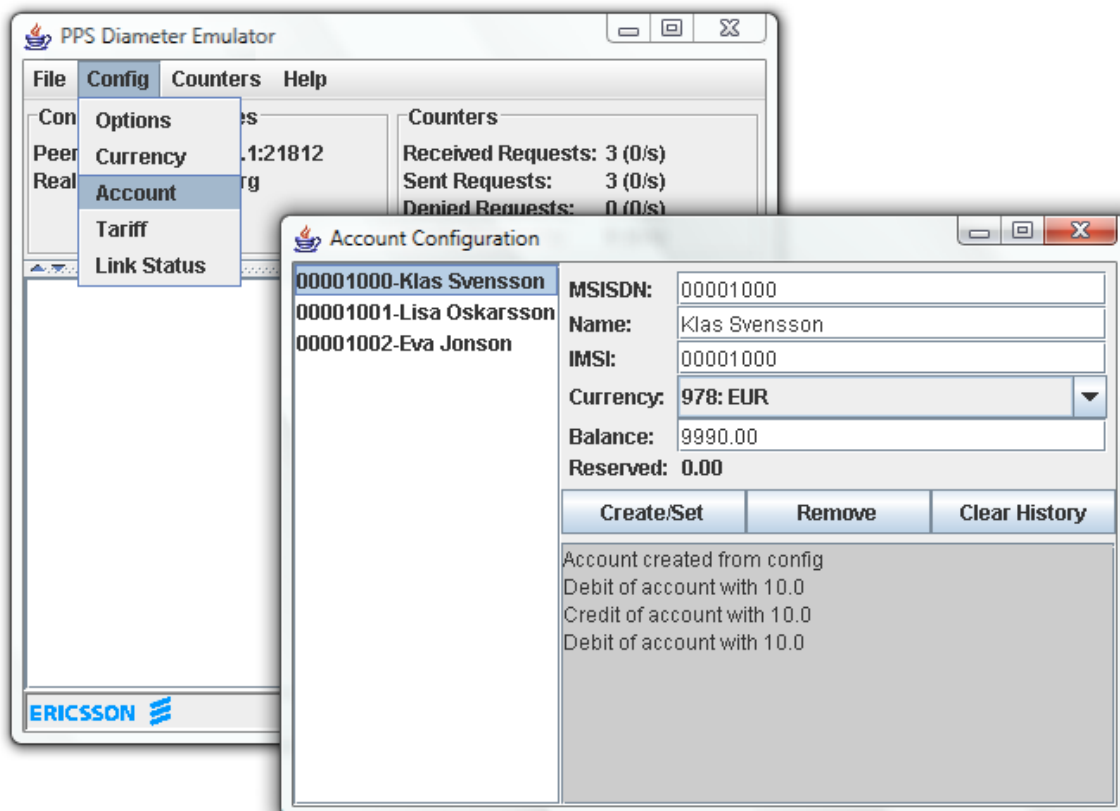 PPS Diameter Emulator
File Config Counters Help
Options
Currency
Account
Tariff
Link Status
.1:21812
Counters
Received Requests: 3 (0/s)
Sent Requests: 3 (0/s)
Denied Requests: 0 (0/s)
ERICSSON
Account Configuration
00001000-Klas Svensson
00001001-Lisa Oskarsson
00001002-Eva Jonson
MSISDN: 00001000
Name: Klas Svensson
IMSI: 00001000
Currency: 978: EUR
Balance: 9990.00
Reserved: 0.00
Create/Set Remove Clear History
Account created from config
Debit of account with 10.0
Credit of account with 10.0
Debit of account with 10.0